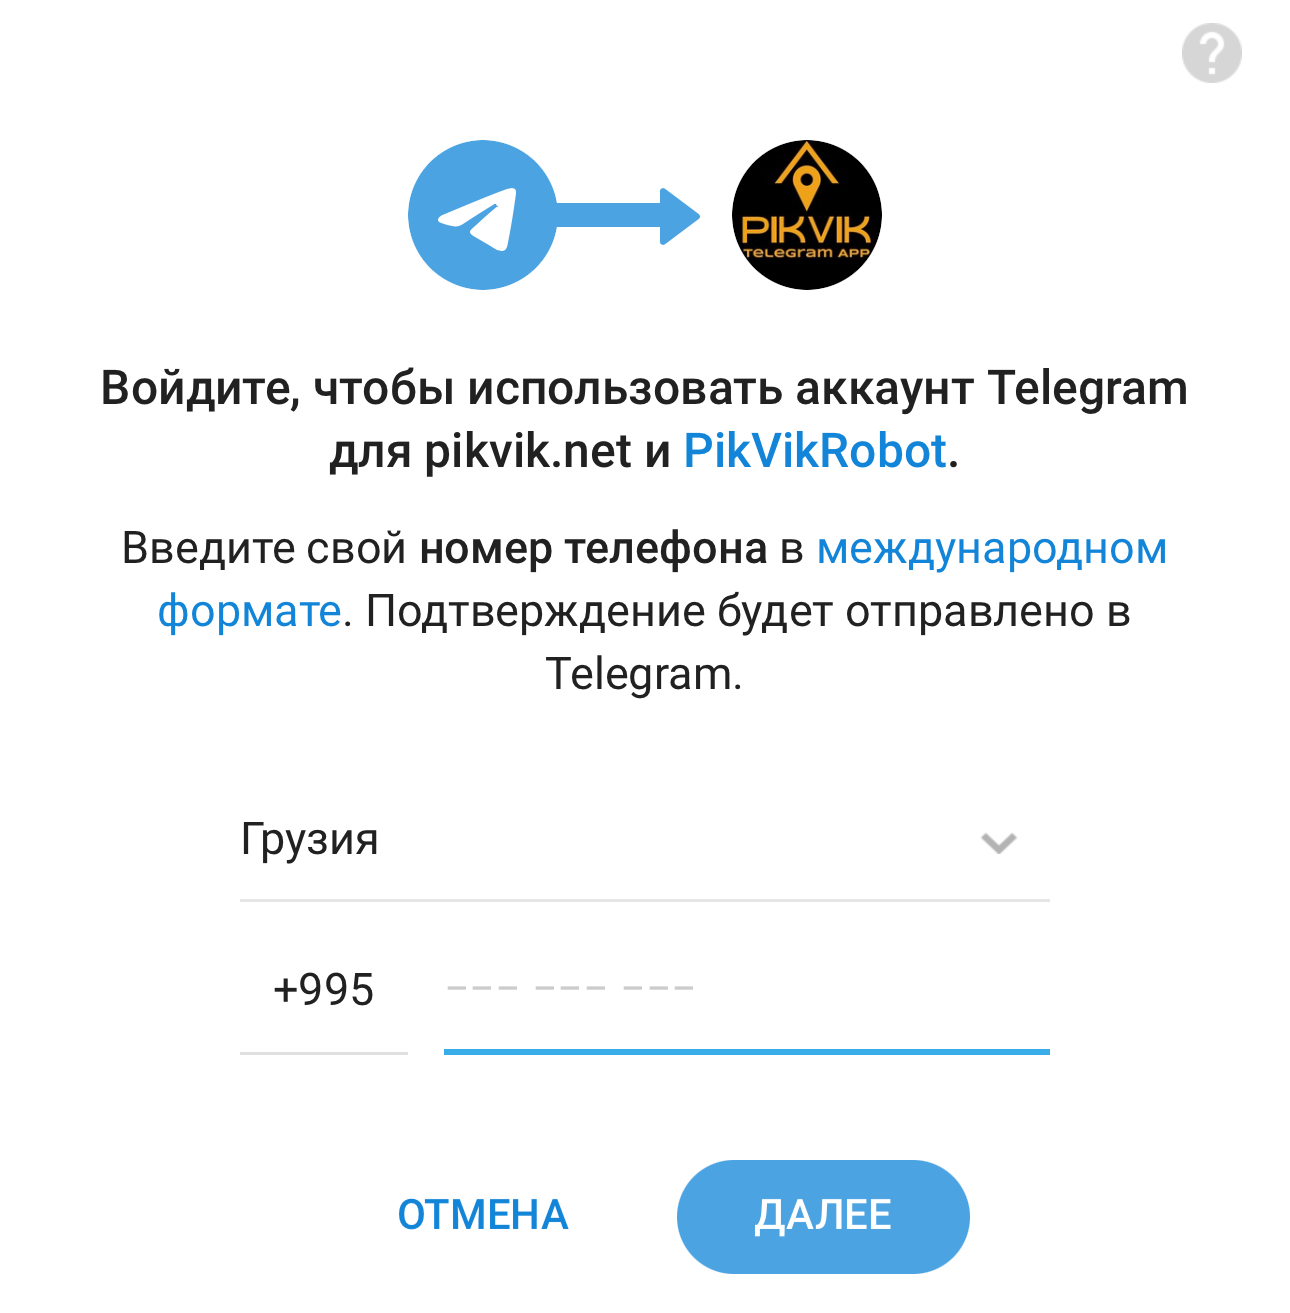 ?
PIKVIK
TELEGRAM APP
Войдите, чтобы использовать аккаунт Telegram
для pikvik.net и PikVikRobot.
Введите свой номер телефона в международном
формате. Подтверждение будет отправлено в
Telegram.
Грузия
+995 ––– ––– –––
ОТМЕНА ДАЛЕЕ